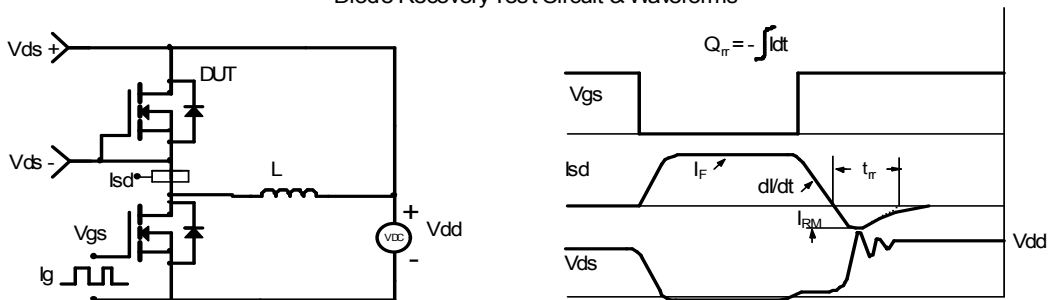 Diode Recovery Test Circuit & Waveforms
Vds +
DUT
Vds -
Isd
L
Vgs
Ig
VDC
+
Vdd
-
Qrr = - ∫Idt
Vgs
Isd
IF
dI/dt
trr
IRM
Vdd
Vds